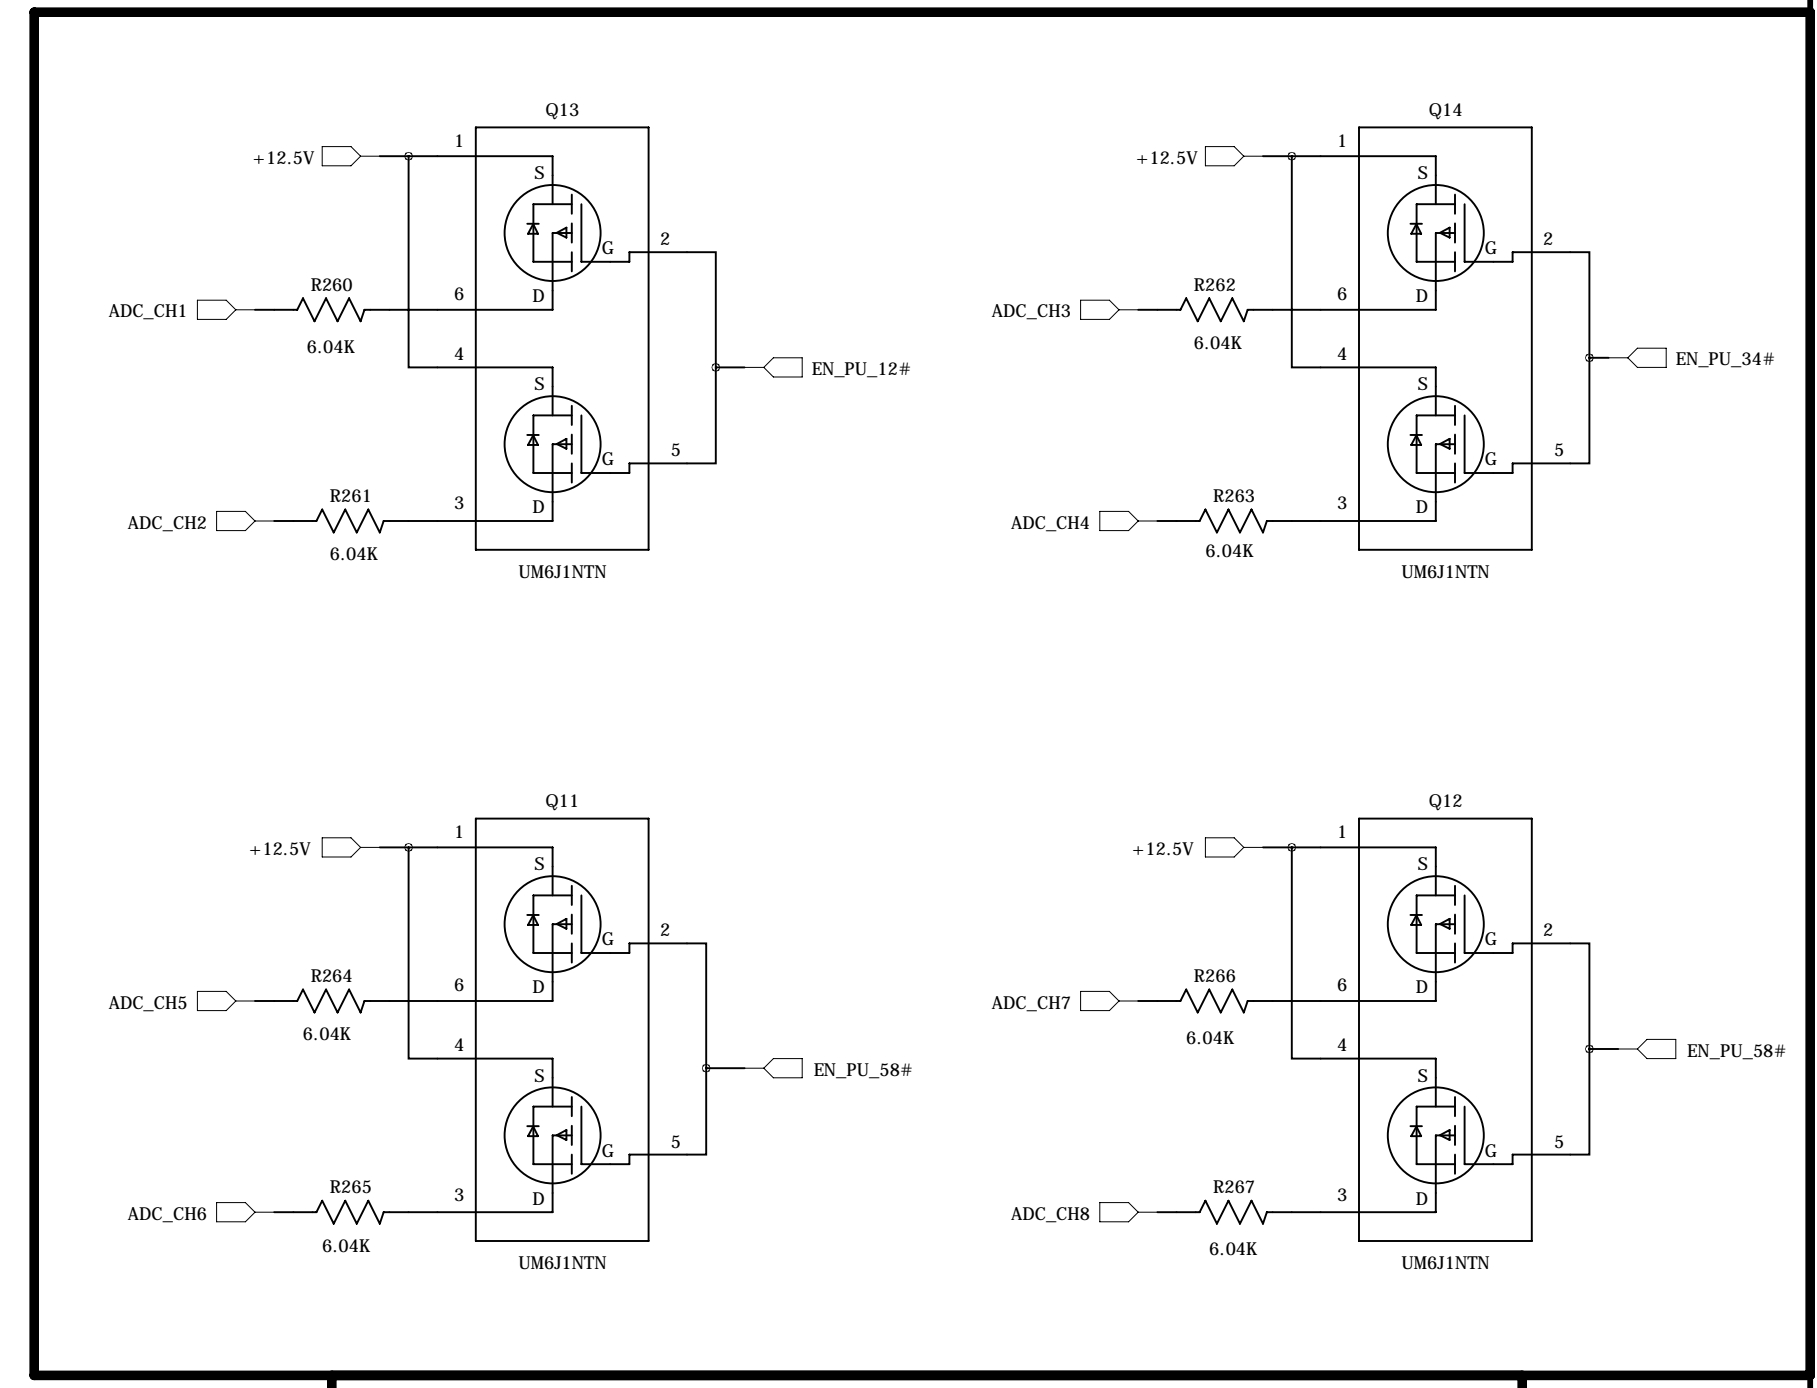 Q13
1
+12.5V
S
G
2
R260
6
D
ADC_CH1
6.04K
4
EN_PU_12#
S
G
5
R261
3
D
ADC_CH2
6.04K
UM6J1NTN
Q14
1
+12.5V
S
G
2
R262
6
D
ADC_CH3
6.04K
4
EN_PU_34#
S
G
5
R263
3
D
ADC_CH4
6.04K
UM6J1NTN
Q11
1
+12.5V
S
G
2
R264
6
D
ADC_CH5
6.04K
4
EN_PU_58#
S
G
5
R265
3
D
ADC_CH6
6.04K
UM6J1NTN
Q12
1
+12.5V
S
G
2
R266
6
D
ADC_CH7
6.04K
4
EN_PU_58#
S
G
5
R267
3
D
ADC_CH8
6.04K
UM6J1NTN